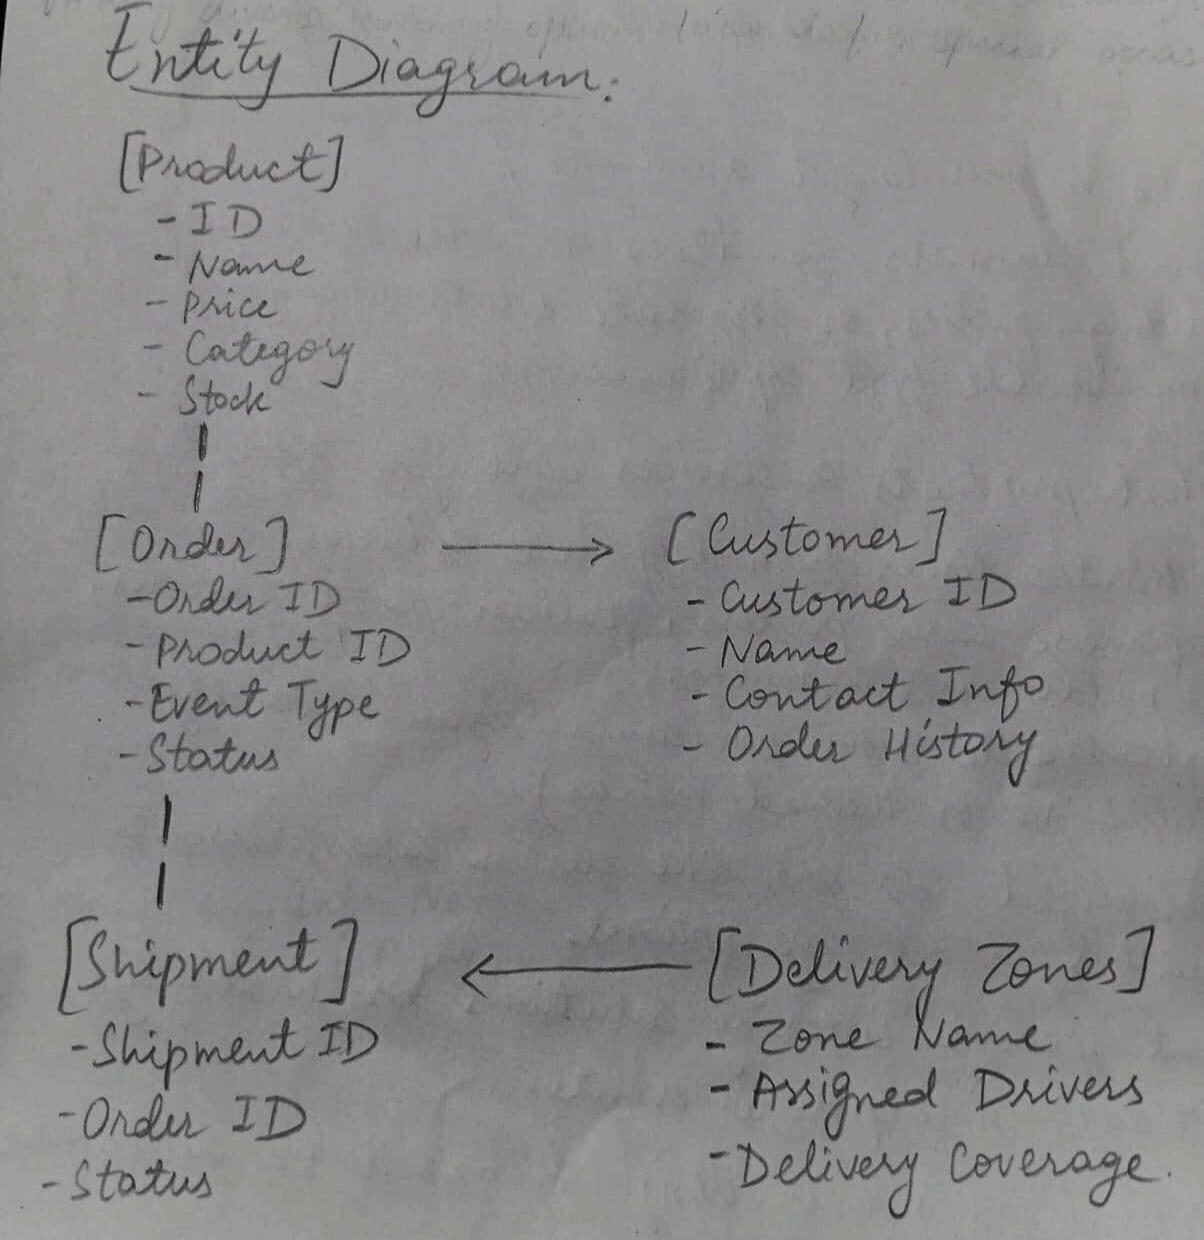 Entity Diagram:
[Product]
- ID
- Name
- Price
- Category
- Stock
[Order]
- Order ID
- Product ID
- Event Type
- Status
[Customer]
- Customer ID
- Name
- Contact Info
- Order History
[Shipment]
- Shipment ID
- Order ID
- Status
[Delivery Zones]
- Zone Name
- Assigned Drivers
- Delivery Coverage.